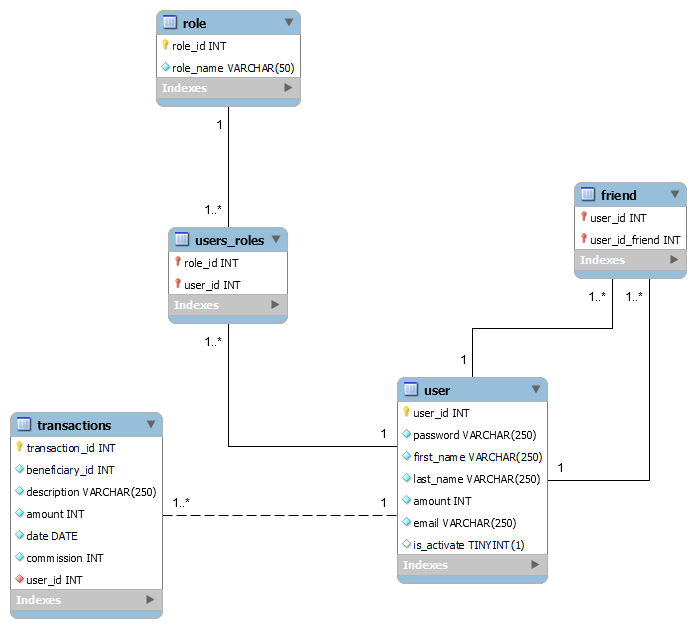 role
role_id INT
role_name VARCHAR(50)
Indexes
1
1..*
users_roles
role_id INT
user_id INT
Indexes
1..*
1
friend
user_id INT
user_id_friend INT
Indexes
1..*
1..*
1
1
user
user_id INT
password VARCHAR(250)
first_name VARCHAR(250)
last_name VARCHAR(250)
amount INT
email VARCHAR(250)
is_activate TINYINT(1)
Indexes
transactions
transaction_id INT
beneficiary_id INT
description VARCHAR(250)
amount INT
date DATE
commission INT
user_id INT
Indexes
1..*
1